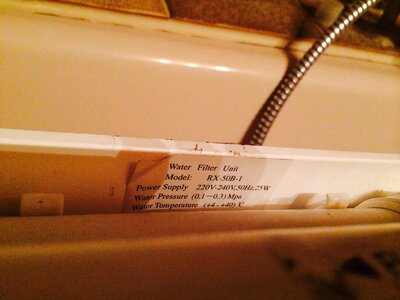 Water Filter Unit
Model: RX-50B-1
Power Supply 220V-240V,50Hz,25W
Water Pressure (0,1—0,3) Mpa
Water Temperature (+4 - +40) ℃